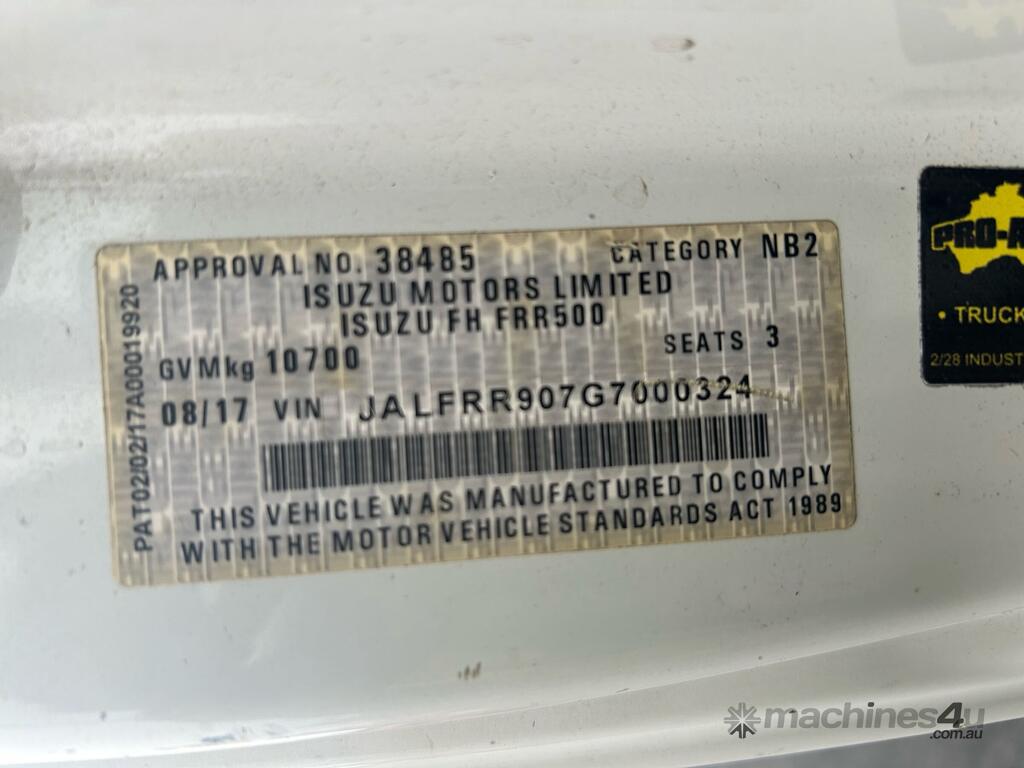 APPROVAL NO. 38485 CATEGORY NB2
ISUZU MOTORS LIMITED
ISUZU FH FRR500
GVMkg 10700 SEATS 3
08/17 VIN JALFRR907G7000324
THIS VEHICLE WAS MANUFACTURED TO COMPLY
WITH THE MOTOR VEHICLE STANDARDS ACT 1989
PAT02/02/17A00019920
PRO-A
• TRUCK
2/28 INDUST
machines4u
.com.au